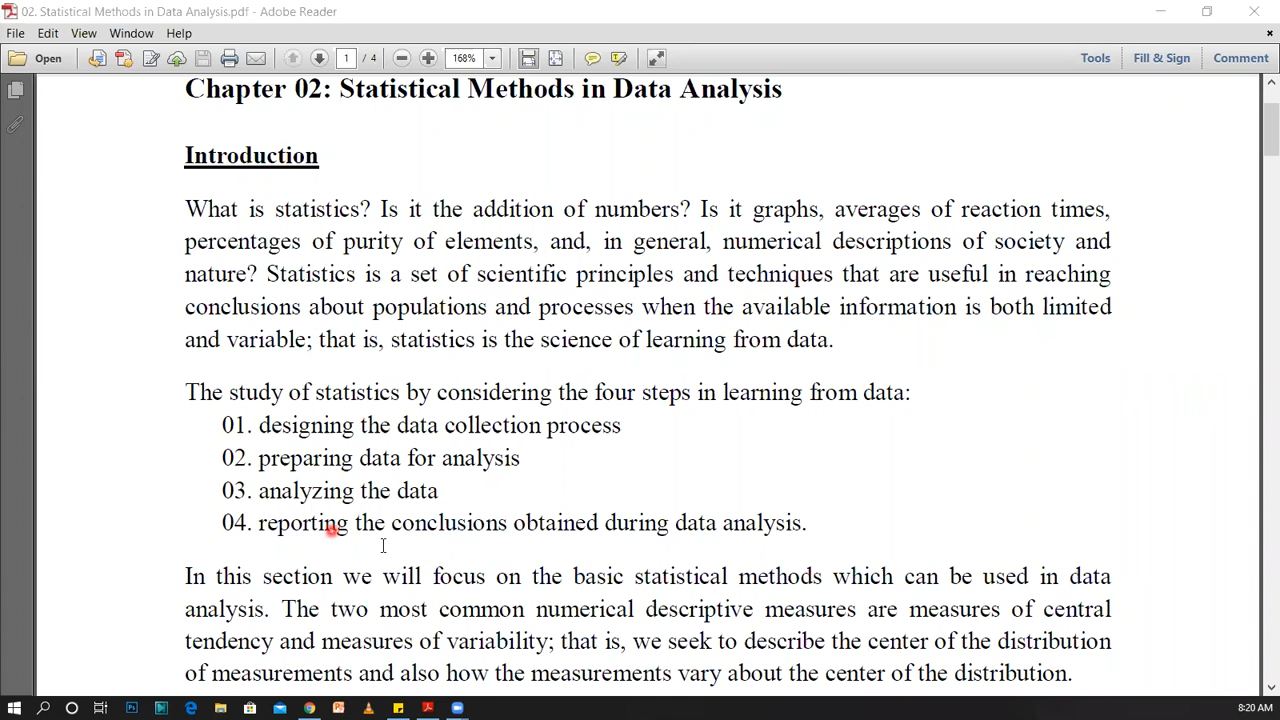 02. Statistical Methods in Data Analysis.pdf - Adobe Reader
File Edit View Window Help
Open 1 / 4 168% Tools Fill & Sign Comment
Chapter 02: Statistical Methods in Data Analysis
Introduction
What is statistics? Is it the addition of numbers? Is it graphs, averages of reaction times,
percentages of purity of elements, and, in general, numerical descriptions of society and
nature? Statistics is a set of scientific principles and techniques that are useful in reaching
conclusions about populations and processes when the available information is both limited
and variable; that is, statistics is the science of learning from data.
The study of statistics by considering the four steps in learning from data:
01. designing the data collection process
02. preparing data for analysis
03. analyzing the data
04. reporting the conclusions obtained during data analysis.
In this section we will focus on the basic statistical methods which can be used in data
analysis. The two most common numerical descriptive measures are measures of central
tendency and measures of variability; that is, we seek to describe the center of the distribution
of measurements and also how the measurements vary about the center of the distribution.
8:20 AM